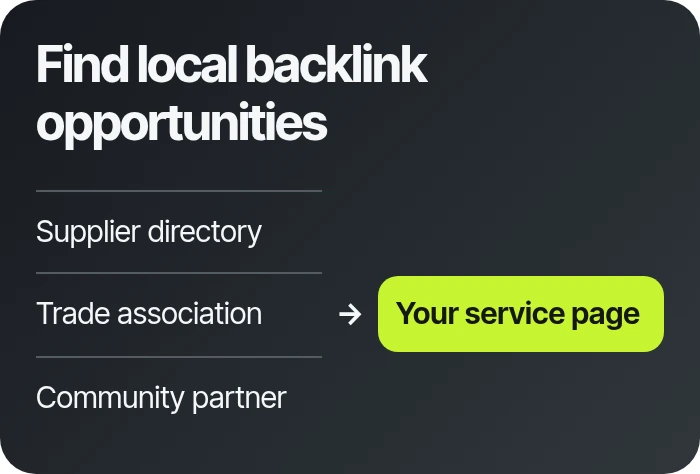 Find local backlink
opportunities
Supplier directory
Trade association
→ Your service page
Community partner